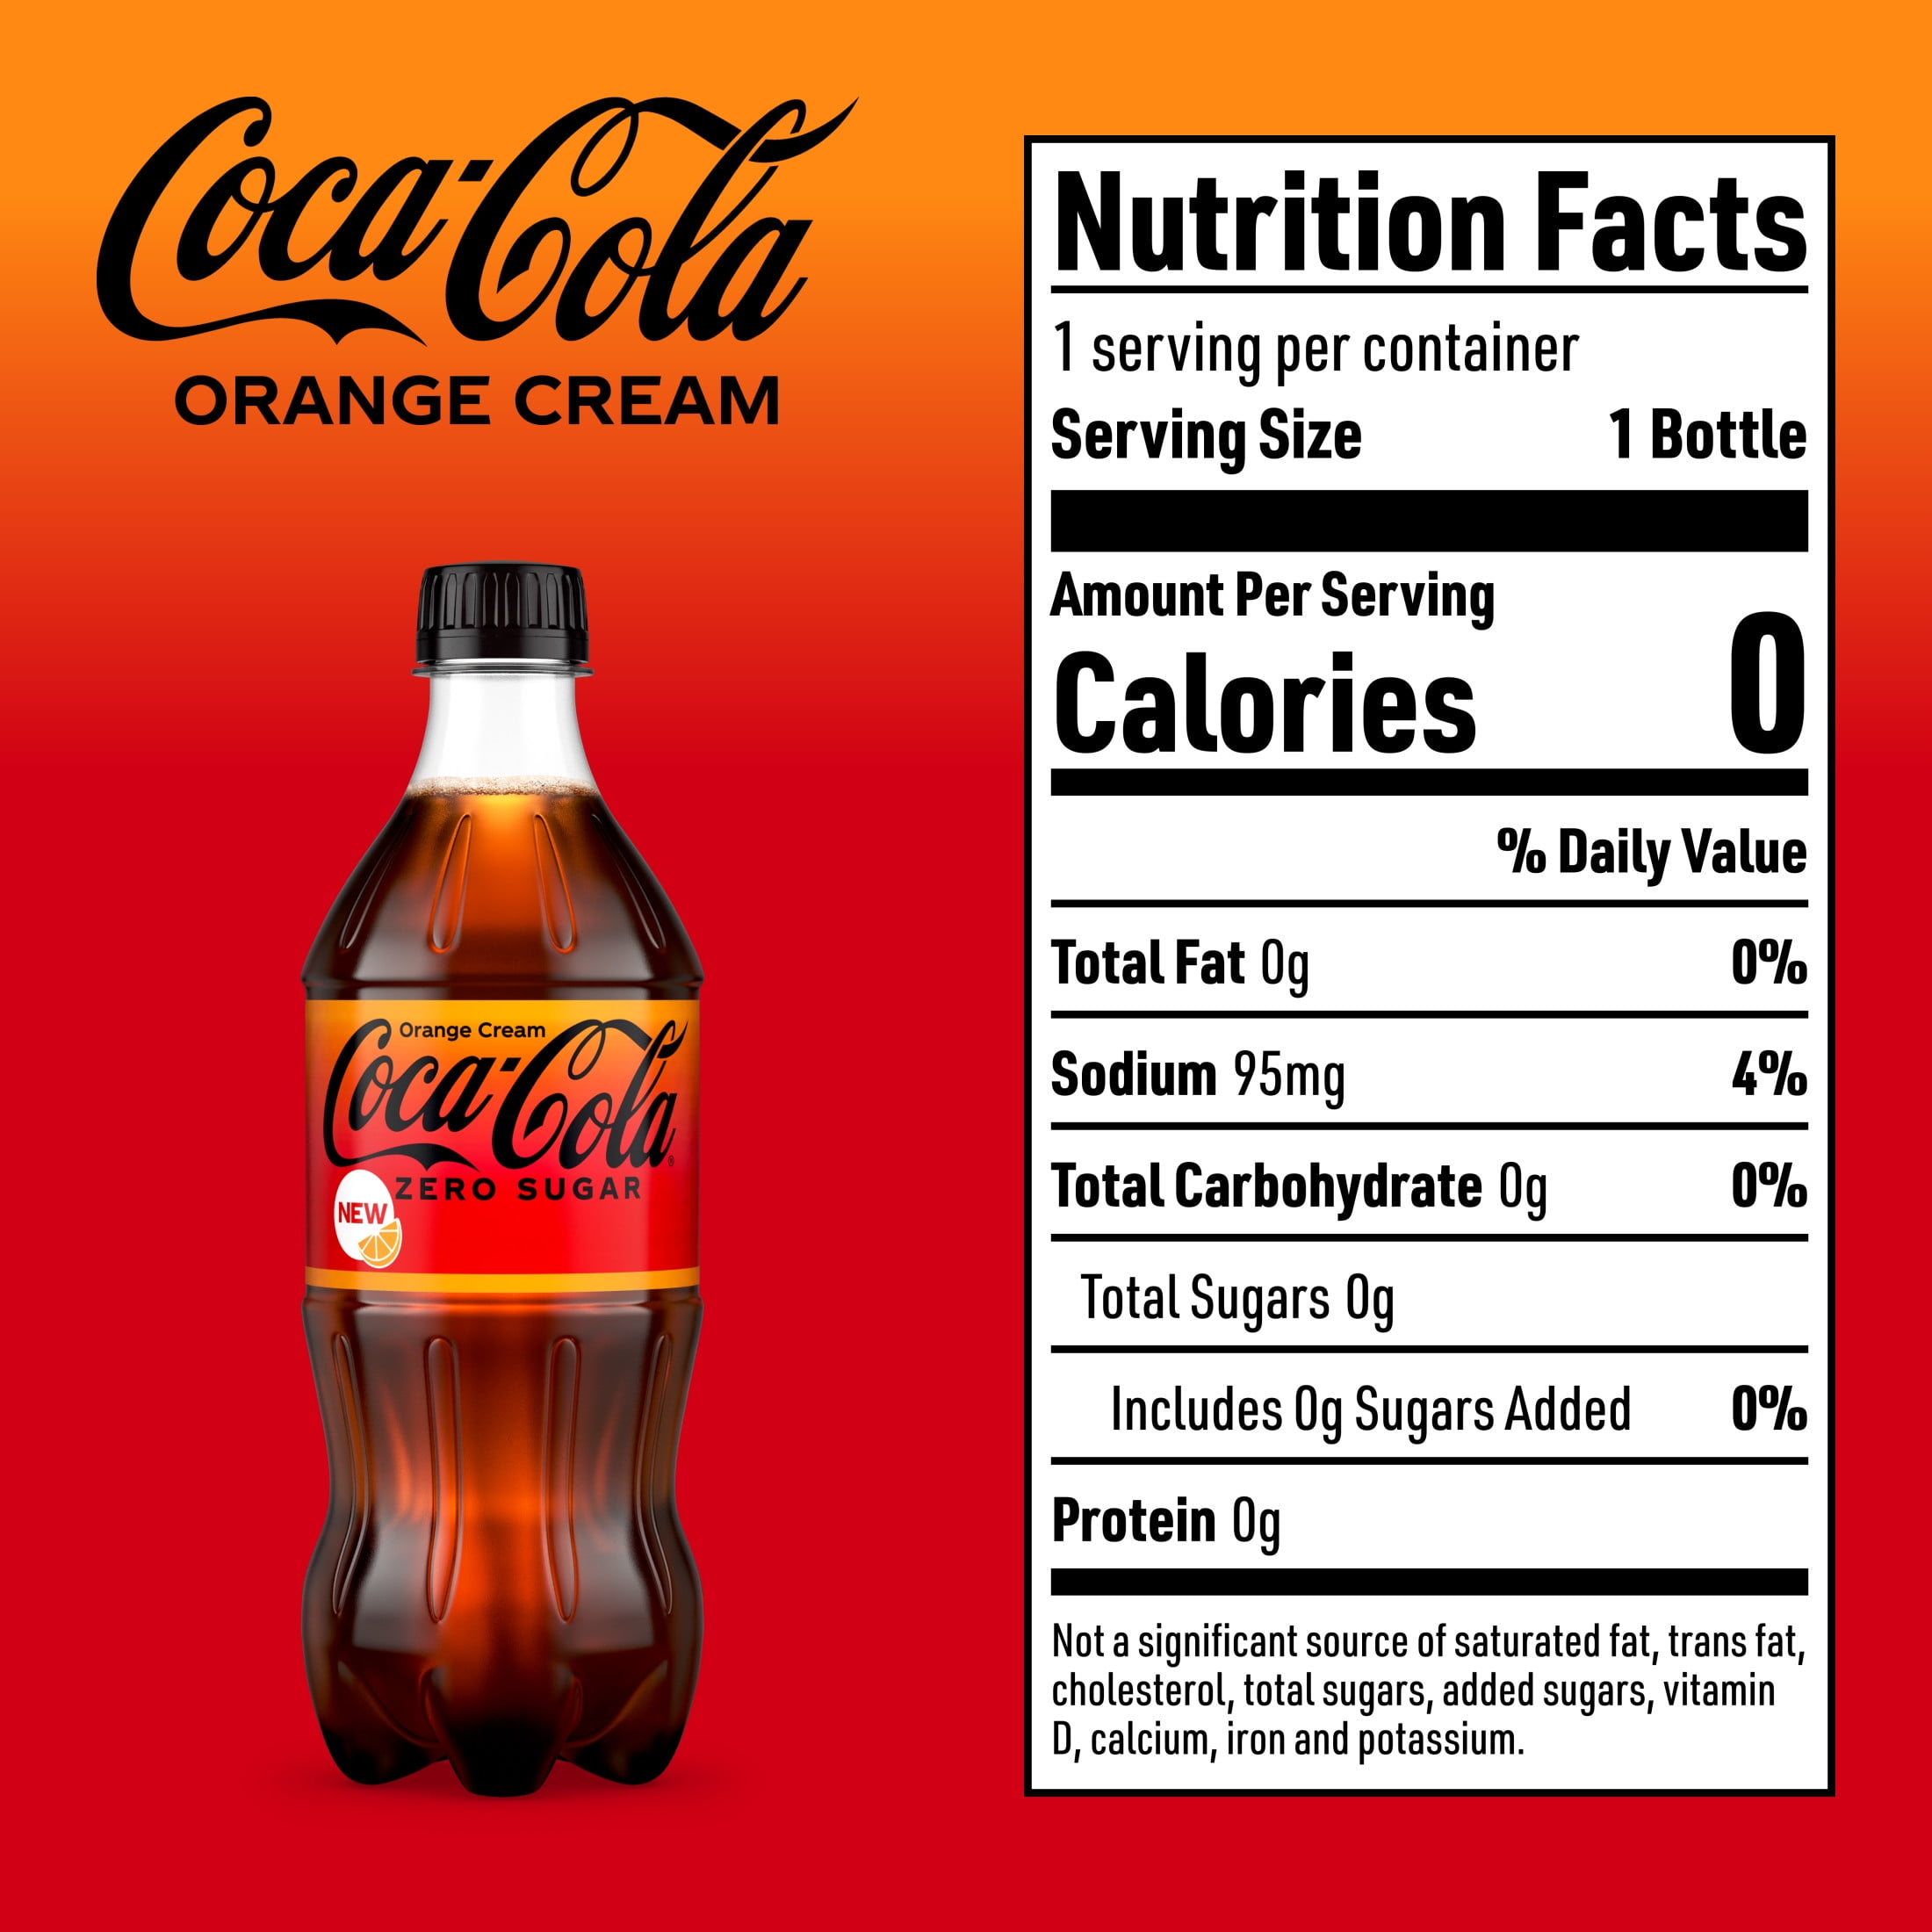 Coca-Cola
ORANGE CREAM
Orange Cream
Coca-Cola®
ZERO SUGAR
NEW
Nutrition Facts
1 serving per container
Serving Size 1 Bottle
Amount Per Serving
Calories 0
% Daily Value
Total Fat 0g 0%
Sodium 95mg 4%
Total Carbohydrate 0g 0%
Total Sugars 0g
Includes 0g Sugars Added 0%
Protein 0g
Not a significant source of saturated fat, trans fat,
cholesterol, total sugars, added sugars, vitamin
D, calcium, iron and potassium.